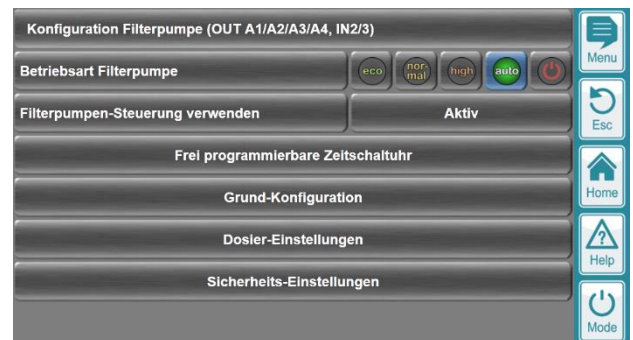 Konfiguration Filterpumpe (OUT A1/A2/A3/A4, IN2/3)
Menu
Betriebsart Filterpumpe
eco
nor-
mal
high
auto
Filterpumpen-Steuerung verwenden
Aktiv
Esc
Frei programmierbare Zeitschaltuhr
Grund-Konfiguration
Home
Dosier-Einstellungen
?
Help
Sicherheits-Einstellungen
Mode